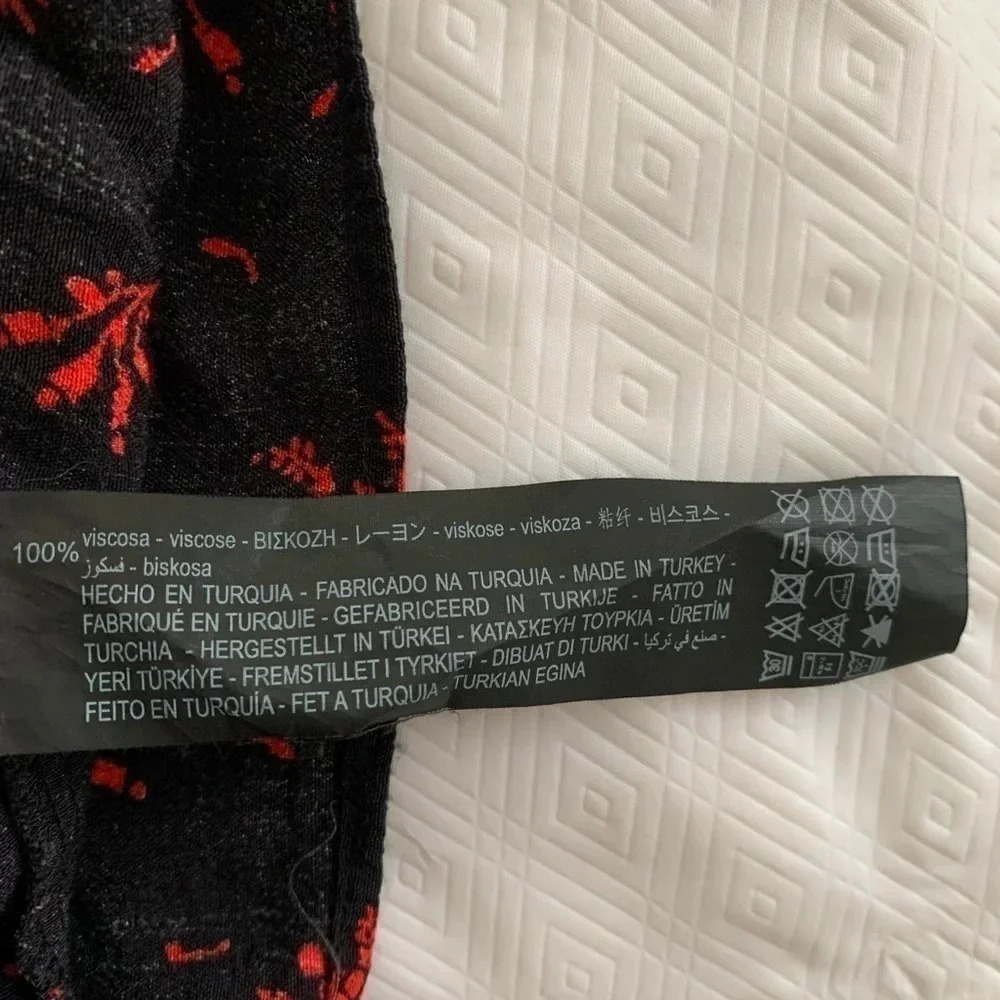 100% viscosa - viscose - ΒΙΣΚΟΖΗ - レーヨン - viskose - viskoza - 粘纤 - 비스코스 -
فسكوز - biskosa
HECHO EN TURQUIA - FABRICADO NA TURQUIA - MADE IN TURKEY -
FABRIQUÉ EN TURQUIE - GEFABRICEERD IN TURKIJE - FATTO IN
TURCHIA - HERGESTELLT IN TÜRKEI - ΚΑΤΑΣΚΕΥΗ ΤΟΥΡΚΙΑ - ÜRETİM
YERİ TÜRKİYE - FREMSTILLET I TYRKIET - DIBUAT DI TURKI - صنع في تركيا -
FEITO EN TURQUÍA - FET A TURQUIA - TURKIAN EGINA